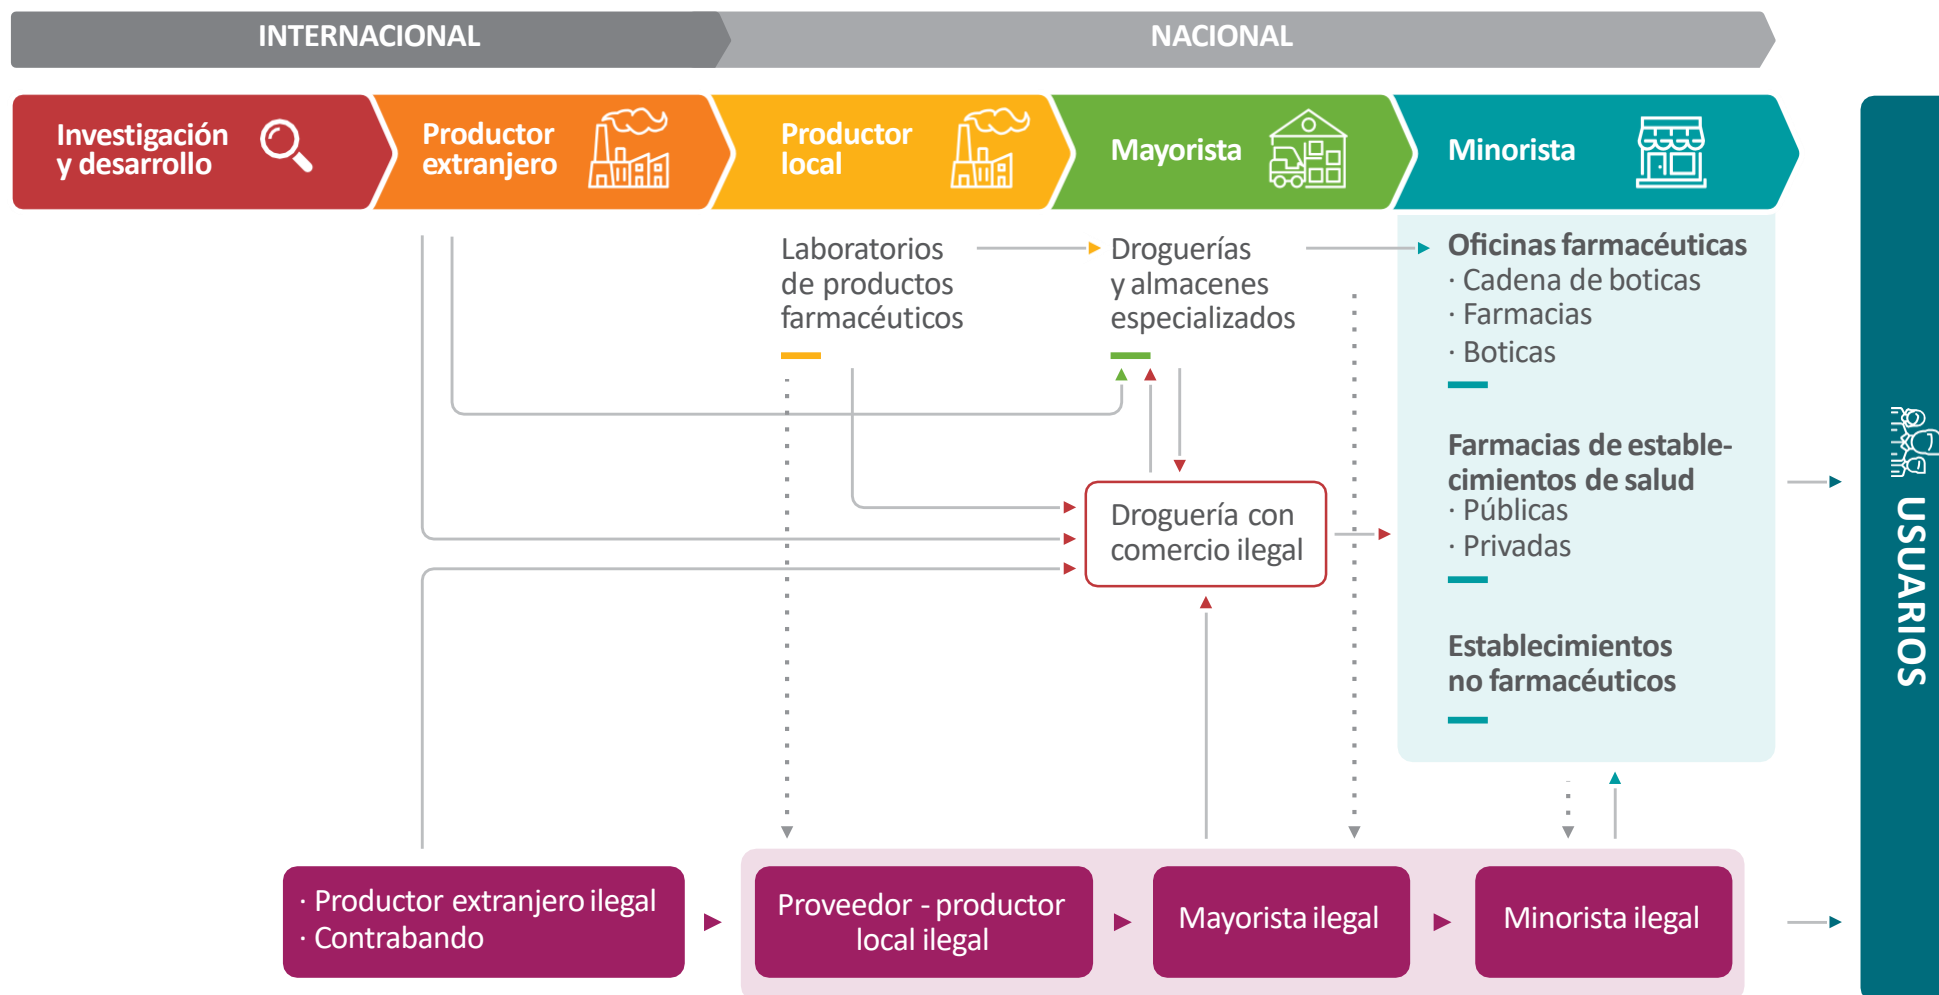 INTERNACIONAL
NACIONAL
Investigación
y desarrollo
Productor
extranjero
Productor
local
Mayorista
Minorista
Laboratorios
de productos
farmacéuticos
Droguerías
y almacenes
especializados
Oficinas farmacéuticas
· Cadena de boticas
· Farmacias
· Boticas
Farmacias de estable-
cimientos de salud
· Públicas
· Privadas
Establecimientos
no farmacéuticos
Droguería con
comercio ilegal
USUARIOS
· Productor extranjero ilegal
· Contrabando
Proveedor - productor
local ilegal
Mayorista ilegal
Minorista ilegal